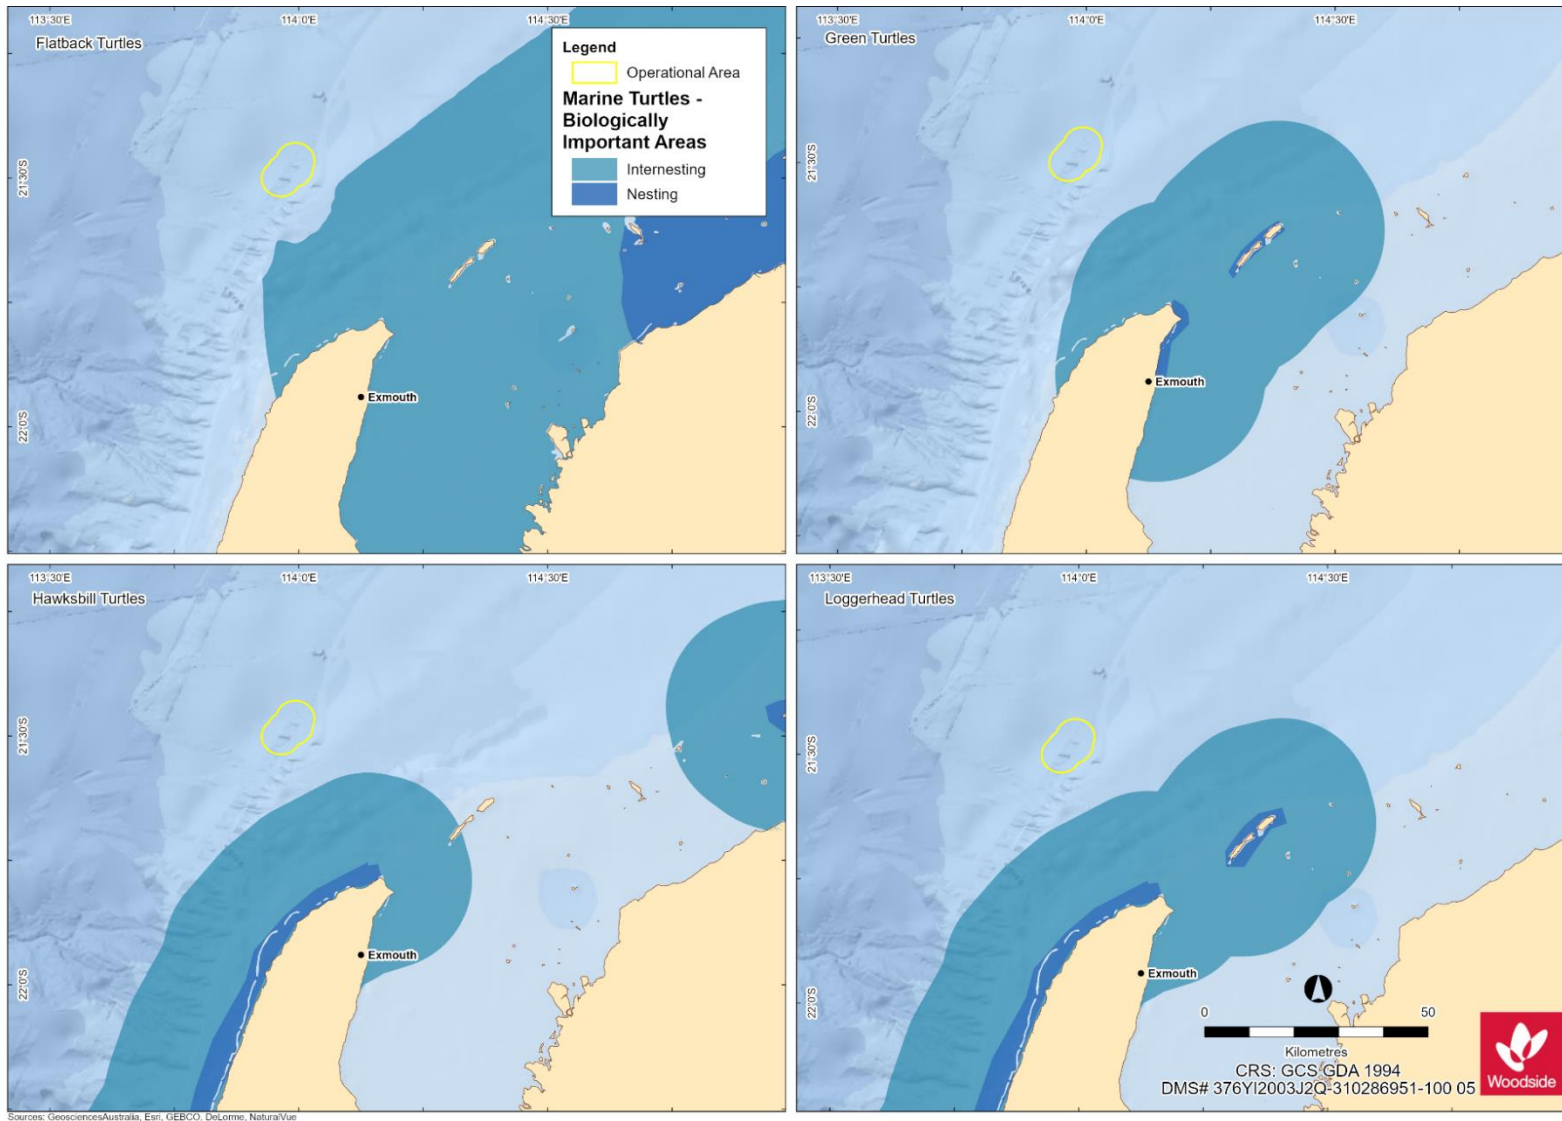 113°30'E
114°0'E
114°30'E
Flatback Turtles
21°30'S
22°0'S
Exmouth
Legend
Operational Area
Marine Turtles -
Biologically
Important Areas
Internesting
Nesting
113°30'E
114°0'E
114°30'E
Green Turtles
21°30'S
22°0'S
Exmouth
113°30'E
114°0'E
114°30'E
Hawksbill Turtles
21°30'S
22°0'S
Exmouth
113°30'E
114°0'E
114°30'E
Loggerhead Turtles
21°30'S
22°0'S
Exmouth
0 50
Kilometres
CRS: GCS GDA 1994
DMS# 376YI2003J2Q-310286951-100 05
Woodside
Sources: GeosciencesAustralia, Esri, GEBCO, DeLorme, NaturalVue